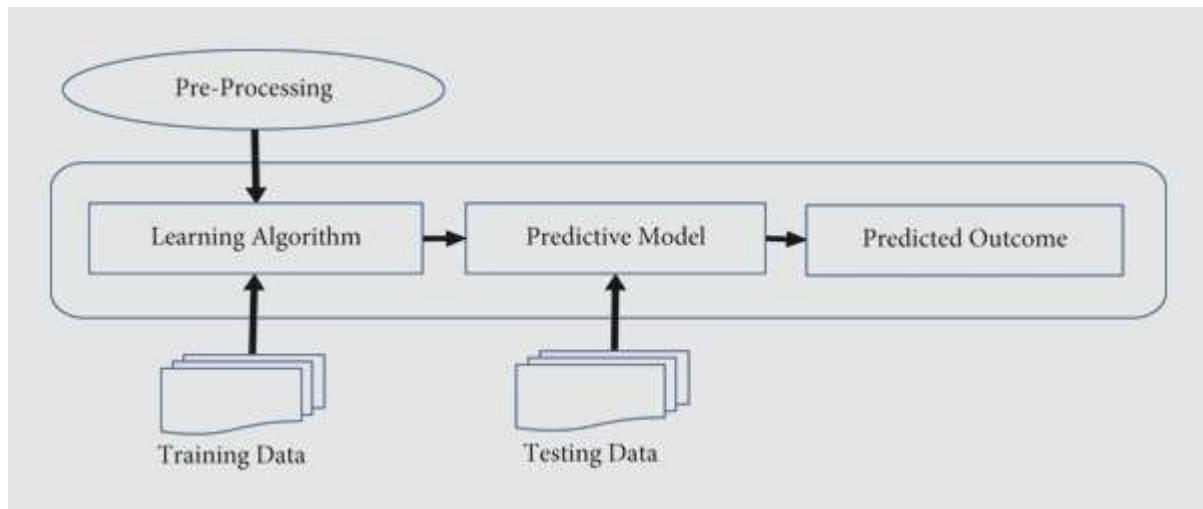 Pre-Processing
Learning Algorithm
Predictive Model
Predicted Outcome
Training Data
Testing Data